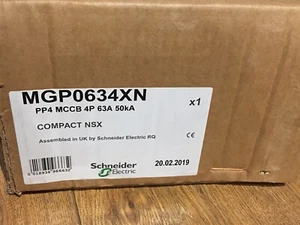 MGP0634XN
x1
PP4 MCCB 4P 63A 50kA
COMPACT NSX
Assembled in UK by Schneider Electric RQ
CE
Schneider
Electric
20.02.2019